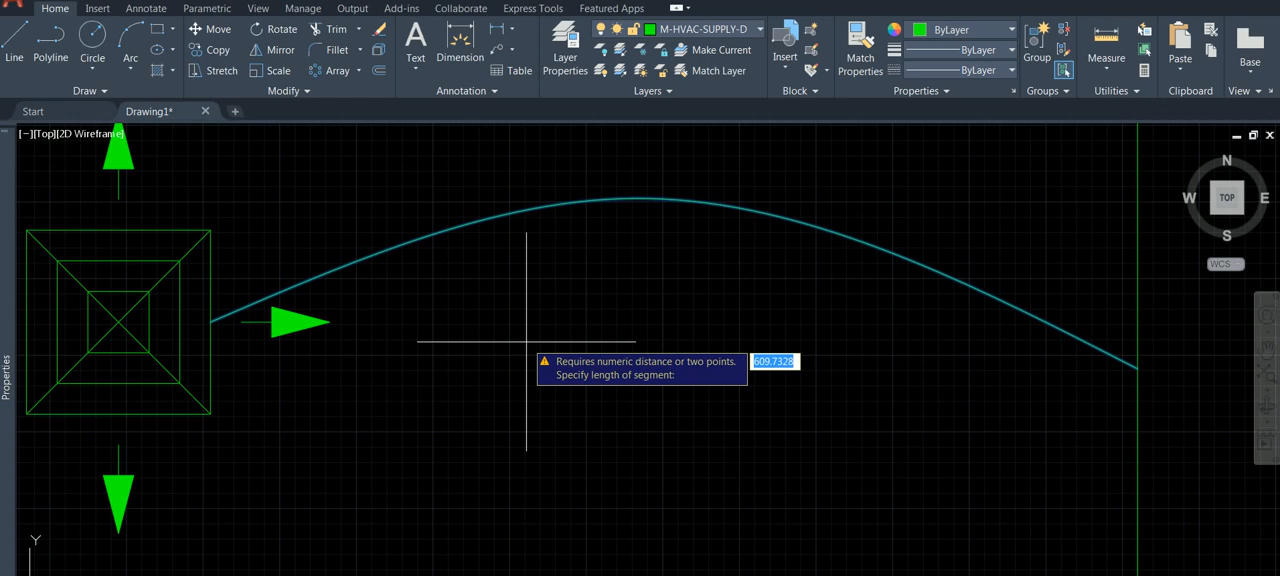 Home Insert Annotate Parametric View Manage Output Add-ins Collaborate Express Tools Featured Apps
Line Polyline Circle Arc
Move Rotate Trim
Copy Mirror Fillet
Stretch Scale Array
Text Dimension Table
Layer Properties
M-HVAC-SUPPLY-D
Make Current
Match Layer
Insert
Match Properties
ByLayer
ByLayer
ByLayer
Group
Measure
Paste
Base
Draw Modify Annotation Layers Block Properties Groups Utilities Clipboard View
Start Drawing1*
[−][Top][2D Wireframe]
N
W TOP E
S
WCS
Requires numeric distance or two points.
Specify length of segment:
609.7328
Properties
Y